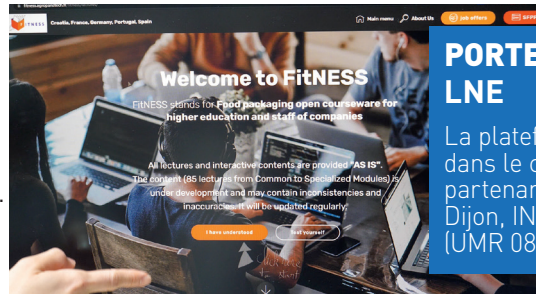 FITNESS Croatia, France, Germany, Portugal, Spain
Main menu About Us Job offers
Welcome to FitNESS
FitNESS stands for Food packaging open courseware for
higher education and staff of companies
All lectures and interactive contents are provided "AS IS".
The content (85 lectures from Common to Specialized Modules) is
under development and may contain inconsistencies and
inaccuracies. It will be updated regularly.
I have understood Test Yourself
Click here
to start
PORTE
LNE
La platef
dans le c
partenar
Dijon, IN
(UMR 08
.